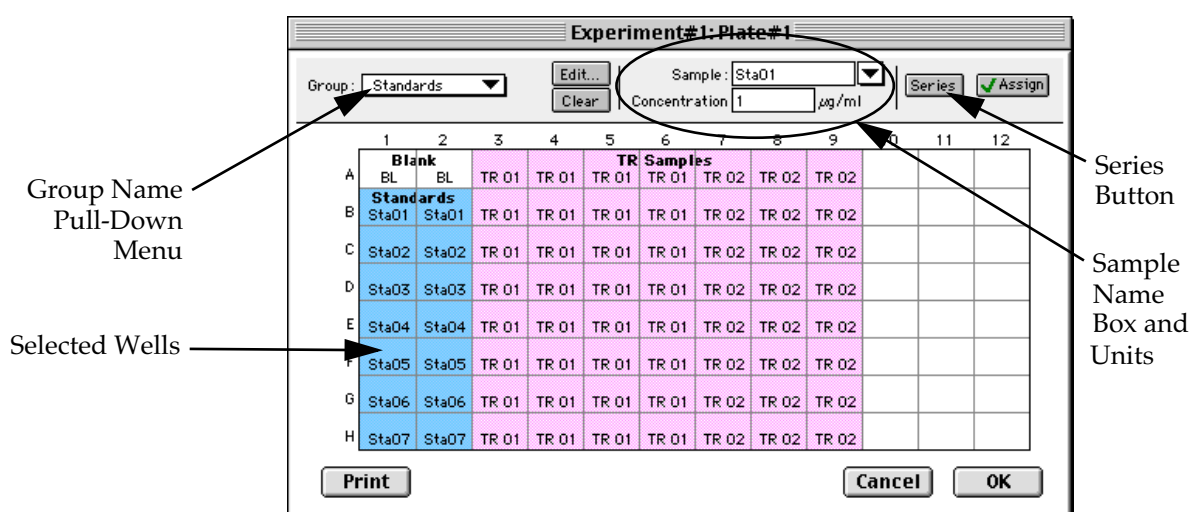 Experiment#1: Plate#1
Group: Standards Edit... Sample: Sta01 Series Assign
Clear Concentration 1 µg/ml
1 2 3 4 5 6 7 8 9 10 11 12
Blank TR Samples
A BL BL TR 01 TR 01 TR 01 TR 01 TR 02 TR 02 TR 02
Standards
B Sta01 Sta01 TR 01 TR 01 TR 01 TR 01 TR 02 TR 02 TR 02
C Sta02 Sta02 TR 01 TR 01 TR 01 TR 01 TR 02 TR 02 TR 02
D Sta03 Sta03 TR 01 TR 01 TR 01 TR 01 TR 02 TR 02 TR 02
E Sta04 Sta04 TR 01 TR 01 TR 01 TR 01 TR 02 TR 02 TR 02
F Sta05 Sta05 TR 01 TR 01 TR 01 TR 01 TR 02 TR 02 TR 02
G Sta06 Sta06 TR 01 TR 01 TR 01 TR 01 TR 02 TR 02 TR 02
H Sta07 Sta07 TR 01 TR 01 TR 01 TR 01 TR 02 TR 02 TR 02
Print Cancel OK
Group Name
Pull-Down
Menu
Selected Wells
Series
Button
Sample
Name
Box and
Units